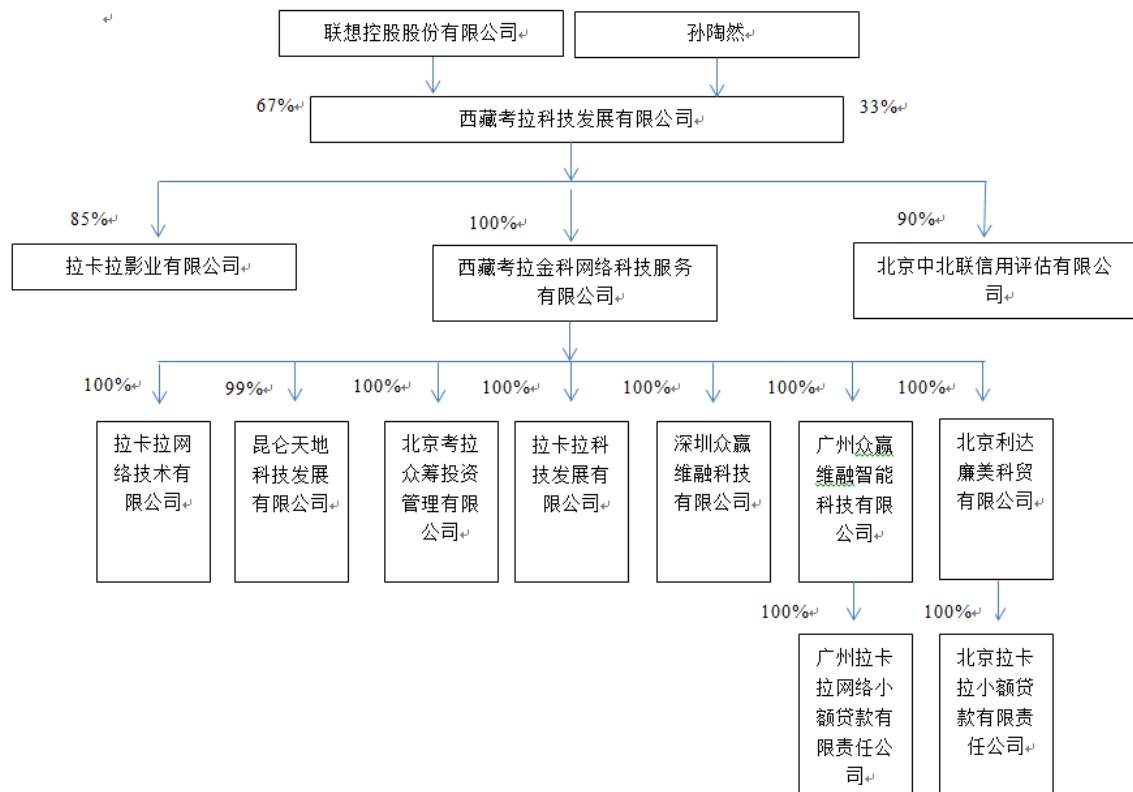 联想控股股份有限公司
孙陶然
67%
西藏考拉科技发展有限公司
33%
85%
100%
90%
拉卡拉影业有限公司
西藏考拉金科网络科技服务
有限公司
北京中北联信用评估有限公
司
100%
99%
100%
100%
100%
100%
100%
拉卡拉网
络技术有
限公司
昆仑天地
科技发展
有限公司
北京考拉
众筹投资
管理有限
公司
拉卡拉科
技发展有
限公司
深圳众赢
维融科技
有限公司
广州众赢
维融智能
科技有限
公司
北京利达
廉美科贸
有限公司
100%
100%
广州拉卡
拉网络小
额贷款有
限责任公
司
北京拉卡
拉小额贷
款有限责
任公司